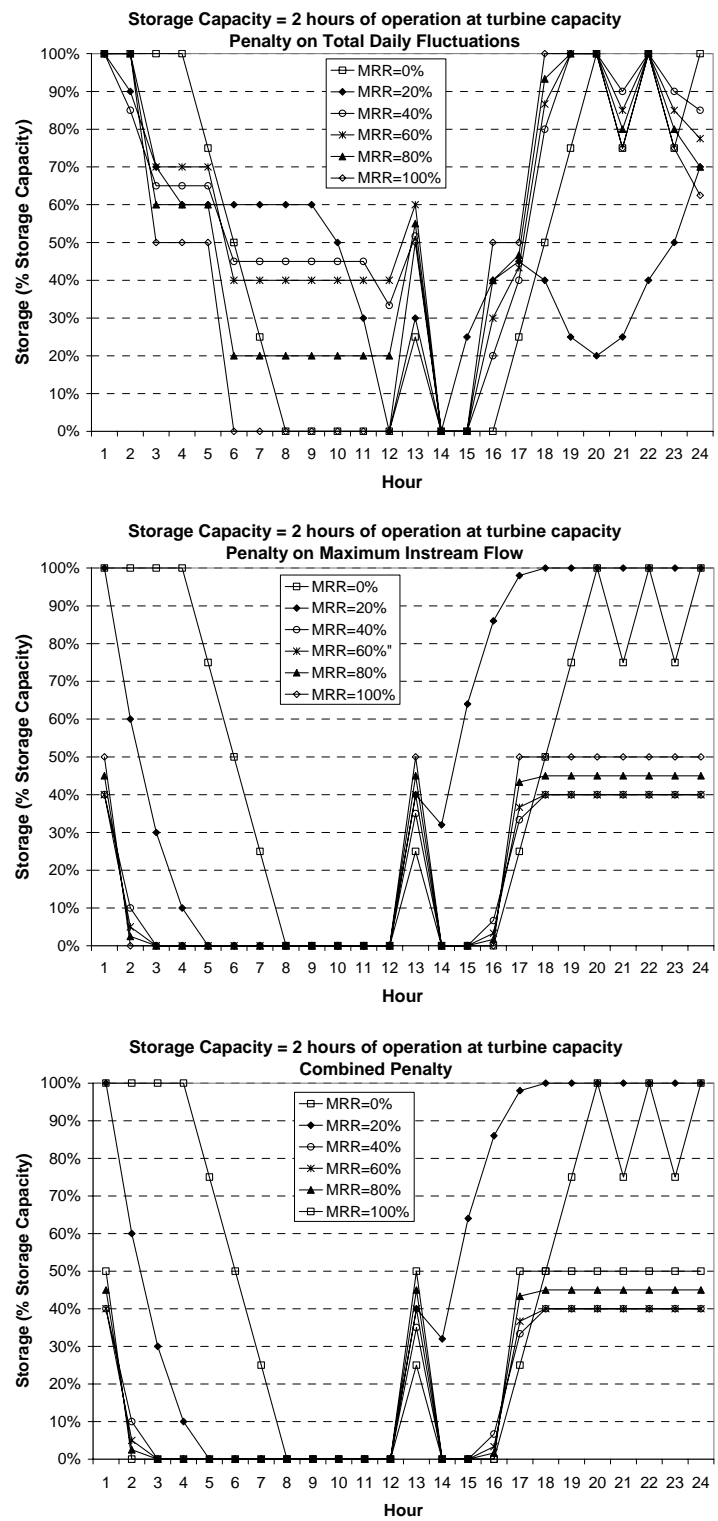 Storage Capacity = 2 hours of operation at turbine capacity
Penalty on Total Daily Fluctuations
Storage (% Storage Capacity)
100%
90%
80%
70%
60%
50%
40%
30%
20%
10%
0%
MRR=0%
MRR=20%
MRR=40%
MRR=60%
MRR=80%
MRR=100%
1 2 3 4 5 6 7 8 9 10 11 12 13 14 15 16 17 18 19 20 21 22 23 24
Hour
Storage Capacity = 2 hours of operation at turbine capacity
Penalty on Maximum Instream Flow
Storage (% Storage Capacity)
100%
90%
80%
70%
60%
50%
40%
30%
20%
10%
0%
MRR=0%
MRR=20%
MRR=40%
MRR=60%"
MRR=80%
MRR=100%
1 2 3 4 5 6 7 8 9 10 11 12 13 14 15 16 17 18 19 20 21 22 23 24
Hour
Storage Capacity = 2 hours of operation at turbine capacity
Combined Penalty
Storage (% Storage Capacity)
100%
90%
80%
70%
60%
50%
40%
30%
20%
10%
0%
MRR=0%
MRR=20%
MRR=40%
MRR=60%
MRR=80%
MRR=100%
1 2 3 4 5 6 7 8 9 10 11 12 13 14 15 16 17 18 19 20 21 22 23 24
Hour